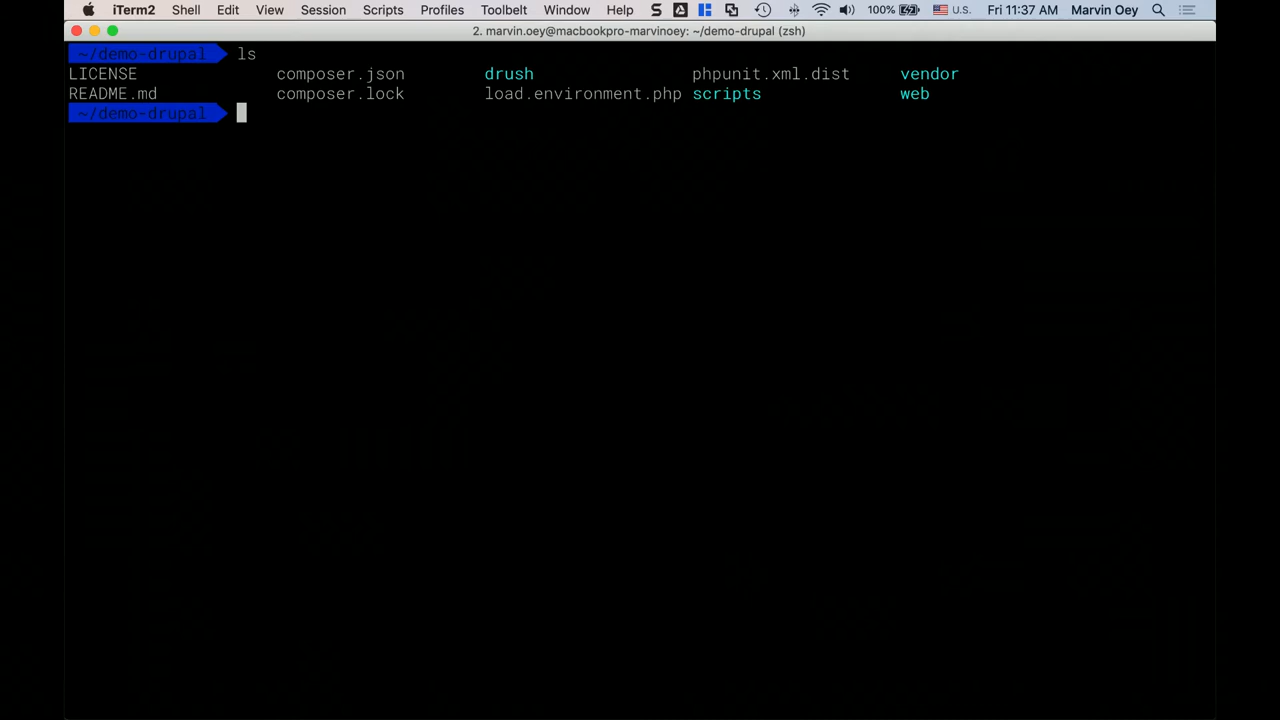 iTerm2 Shell Edit View Session Scripts Profiles Toolbelt Window Help S 100% U.S. Fri 11:37 AM Marvin Oey
2. marvin.oey@macbookpro-marvinoey: ~/demo-drupal (zsh)
~/demo-drupal ls
LICENSE composer.json drush phpunit.xml.dist vendor
README.md composer.lock load.environment.php scripts web
~/demo-drupal